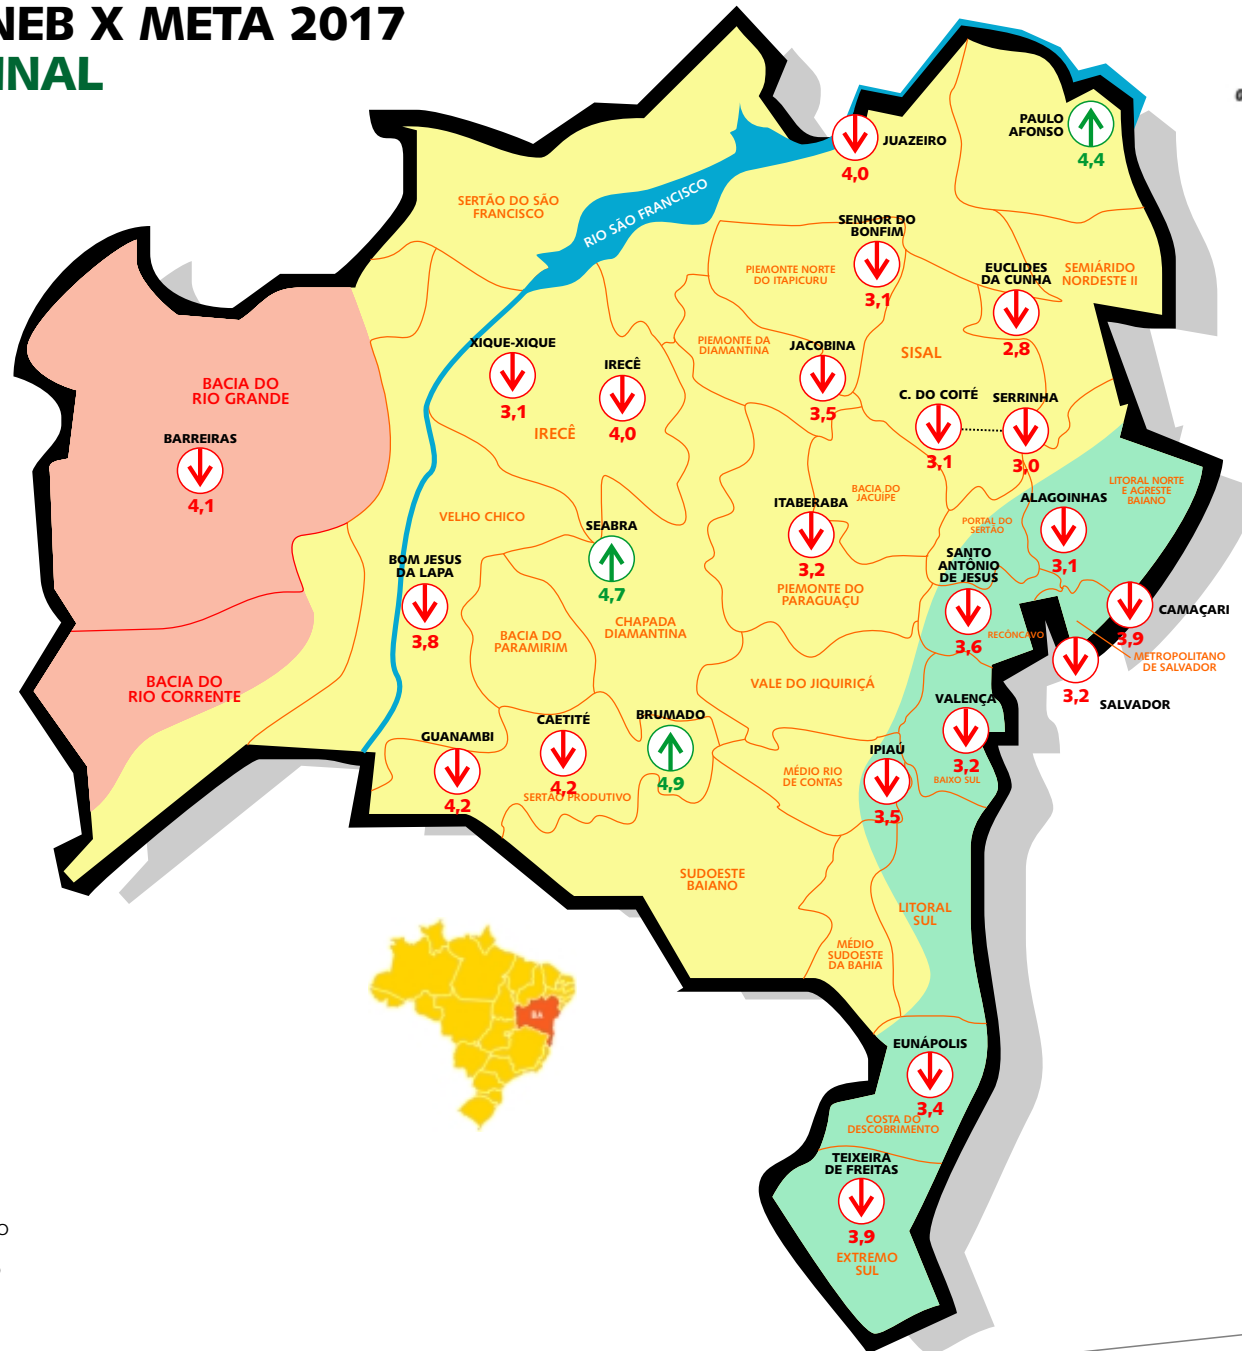 NEB X META 2017
INAL
PAULO
AFONSO
4,4
JUAZEIRO
4,0
SERTÃO DO SÃO
FRANCISCO
RIO SÃO FRANCISCO
SENHOR DO
BONFIM
3,1
PIEMONTE NORTE
DO ITAPICURU
EUCLIDES
DA CUNHA
2,8
SEMIÁRIDO
NORDESTE II
XIQUE-XIQUE
3,1
IRECÊ
4,0
IRECÊ
PIEMONTE DA
DIAMANTINA
JACOBINA
3,5
SISAL
BACIA DO
RIO GRANDE
BARREIRAS
4,1
C. DO COITÉ
3,1
SERRINHA
3,0
LITORAL NORTE
E AGRESTE
BAIANO
BACIA DO
JACUÍPE
ITABERABA
3,2
ALAGOINHAS
3,1
PORTAL DO
SERTÃO
VELHO CHICO
SEABRA
4,7
BOM JESUS
DA LAPA
3,8
SANTO
ANTÔNIO
DE JESUS
3,6
PIEMONTE DO
PARAGUAÇU
CAMAÇARI
3,9
RECÔNCAVO
METROPOLITANO
DE SALVADOR
3,2
SALVADOR
BACIA DO
PARAMIRIM
CHAPADA
DIAMANTINA
BACIA DO
RIO CORRENTE
VALE DO JIQUIRIÇÁ
VALENÇA
3,2
BAIXO SUL
GUANAMBI
4,2
CAETITÉ
4,2
SERTÃO PRODUTIVO
BRUMADO
4,9
IPIAÚ
3,5
MÉDIO RIO
DE CONTAS
SUDOESTE
BAIANO
LITORAL
SUL
MÉDIO
SUDOESTE
DA BAHIA
BA
EUNÁPOLIS
3,4
COSTA DO
DESCOBRIMENTO
TEIXEIRA
DE FREITAS
3,9
EXTREMO
SUL
O